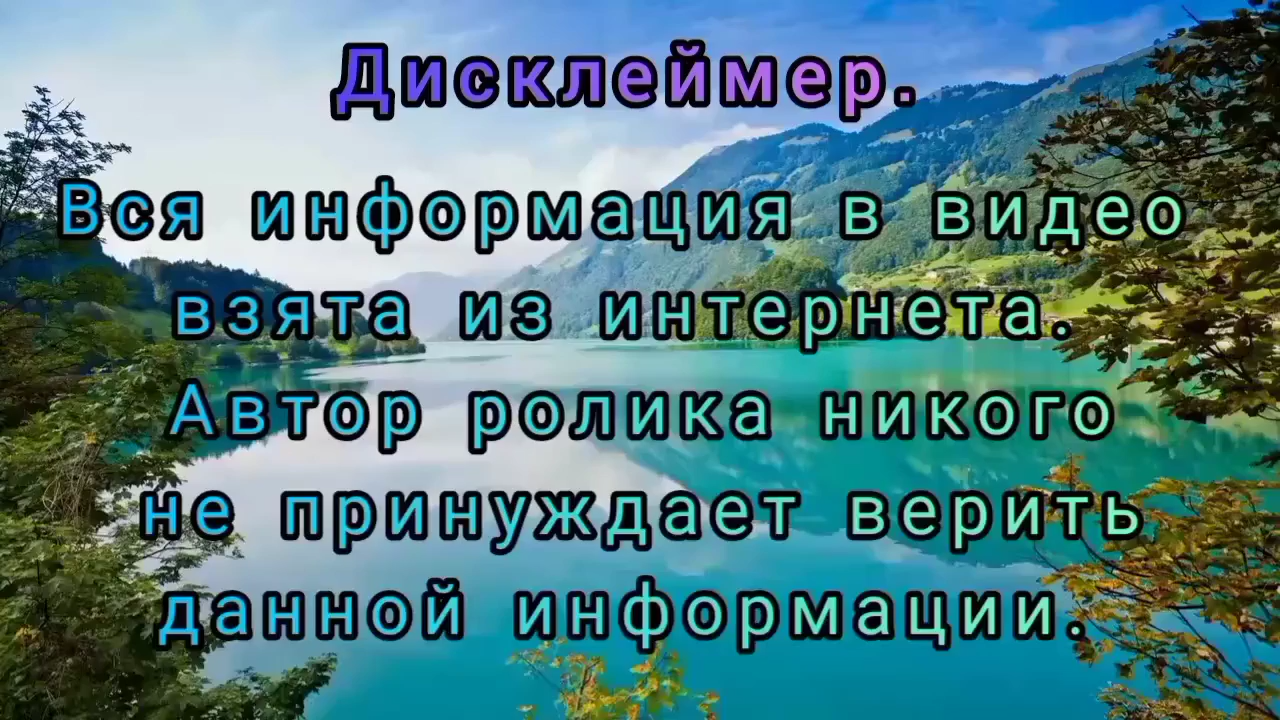 Дисклеймер.
Вся информация в видео
взята из интернета.
Автор ролика никого
не принуждает верить
данной информации.